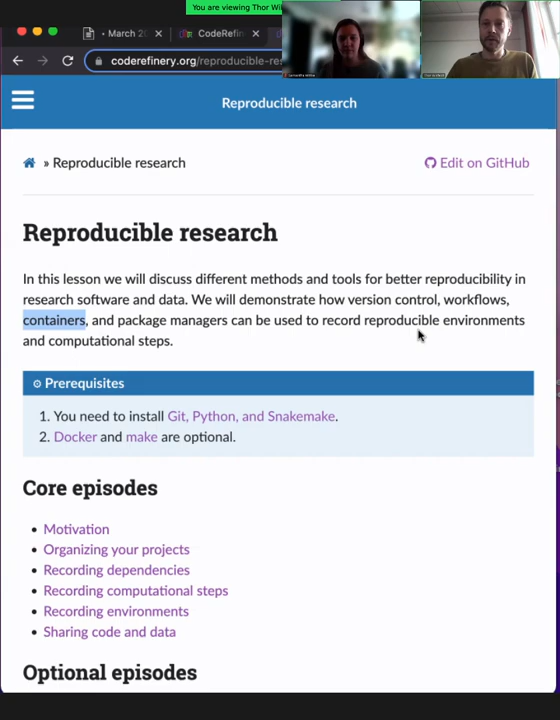 You are viewing Thor Wi
March 2
CodeRefin
coderefinery.org/reproducible-re
Reproducible research
» Reproducible research
Edit on GitHub
Reproducible research
In this lesson we will discuss different methods and tools for better reproducibility in
research software and data. We will demonstrate how version control, workflows,
containers, and package managers can be used to record reproducible environments
and computational steps.
Prerequisites
1. You need to install Git, Python, and Snakemake.
2. Docker and make are optional.
Core episodes
• Motivation
• Organizing your projects
• Recording dependencies
• Recording computational steps
• Recording environments
• Sharing code and data
Optional episodes